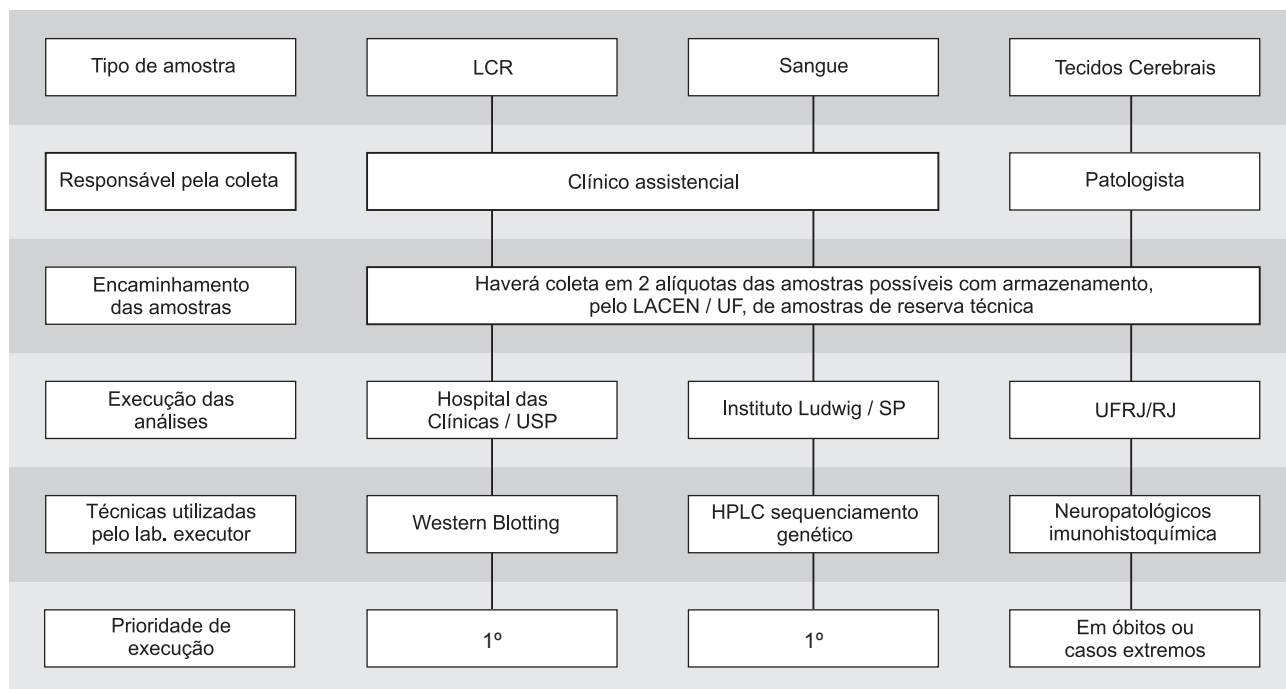 Tipo de amostra
LCR
Sangue
Tecidos Cerebrais
Responsável pela coleta
Clínico assistencial
Patologista
Encaminhamento
das amostras
Haverá coleta em 2 alíquotas das amostras possíveis com armazenamento,
pelo LACEN / UF, de amostras de reserva técnica
Execução das
análises
Hospital das
Clínicas / USP
Instituto Ludwig / SP
UFRJ/RJ
Técnicas utilizadas
pelo lab. executor
Western Blotting
HPLC sequenciamento
genético
Neuropatológicos
imunohistoquímica
Prioridade de
execução
1º
1º
Em óbitos ou
casos extremos